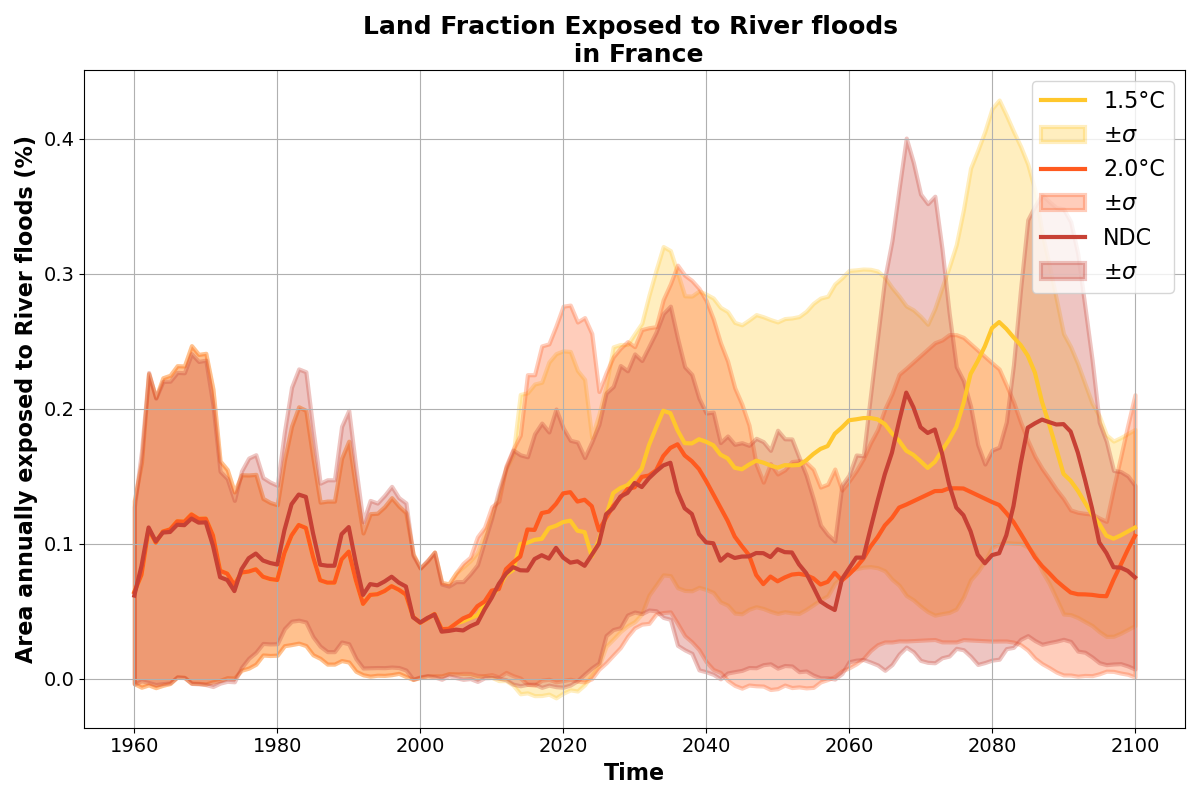 Land Fraction Exposed to River floods
in France
Area annually exposed to River floods (%)
0.4
0.3
0.2
0.1
0.0
1960 1980 2000 2020 2040 2060 2080 2100
Time
1.5°C
±σ
2.0°C
±σ
NDC
±σ